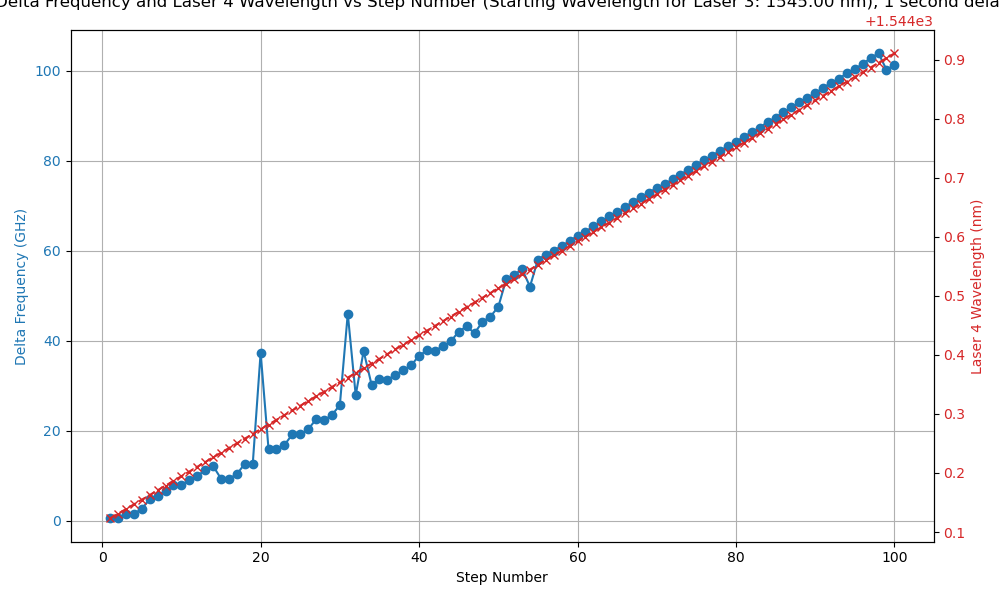 Delta Frequency and Laser 4 Wavelength vs Step Number (Starting Wavelength for Laser 3: 1545.00 nm), 1 second dela
+1.544e3
100
80
60
40
20
0
0.9
0.8
0.7
0.6
0.5
0.4
0.3
0.2
0.1
Delta Frequency (GHz)
Laser 4 Wavelength (nm)
0 20 40 60 80 100
Step Number